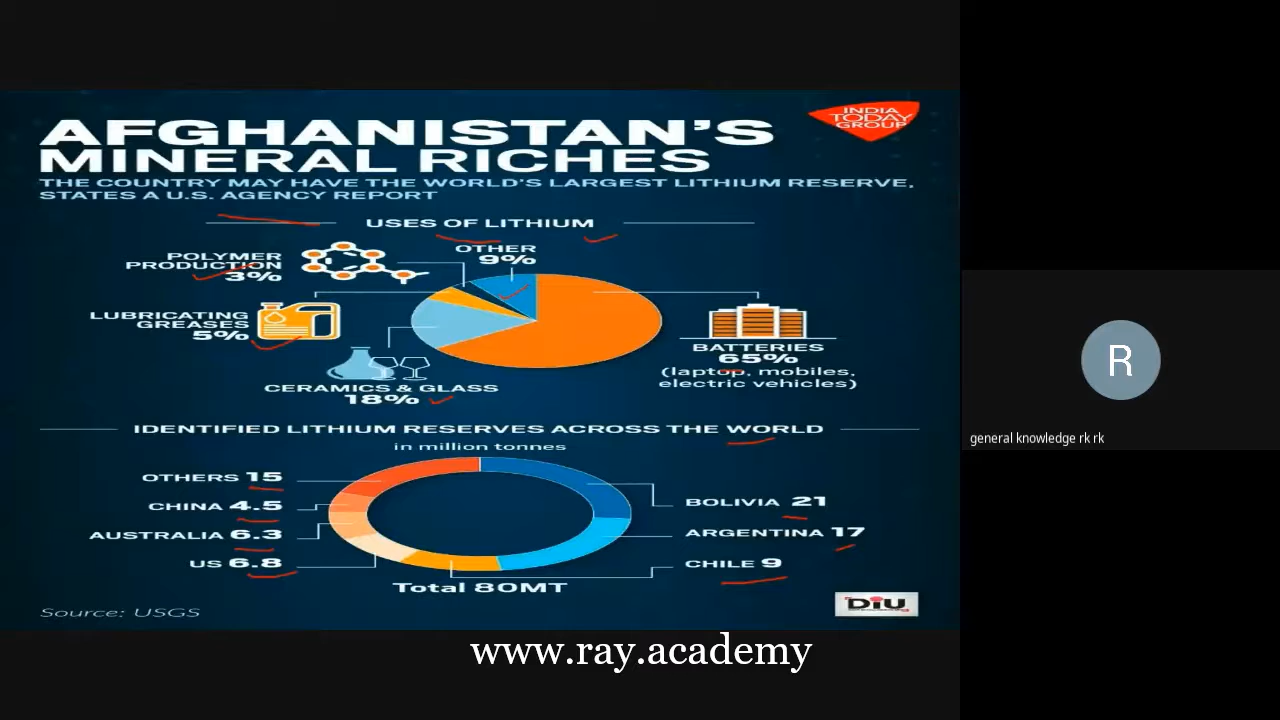 AFGHANISTAN'S
MINERAL RICHES
THE COUNTRY MAY HAVE THE WORLD'S LARGEST LITHIUM RESERVE,
STATES A U.S. AGENCY REPORT
INDIA
TODAY
GROUP
USES OF LITHIUM
POLYMER
PRODUCTION
3%
OTHER
9%
LUBRICATING
GREASES
5%
BATTERIES
65%
(laptop, mobiles,
electric vehicles)
CERAMICS & GLASS
18%
IDENTIFIED LITHIUM RESERVES ACROSS THE WORLD
in million tonnes
OTHERS 15
CHINA 4.5
AUSTRALIA 6.3
US 6.8
BOLIVIA 21
ARGENTINA 17
CHILE 9
Total 80MT
Source: USGS
DIU
www.ray.academy
R
general knowledge rk rk